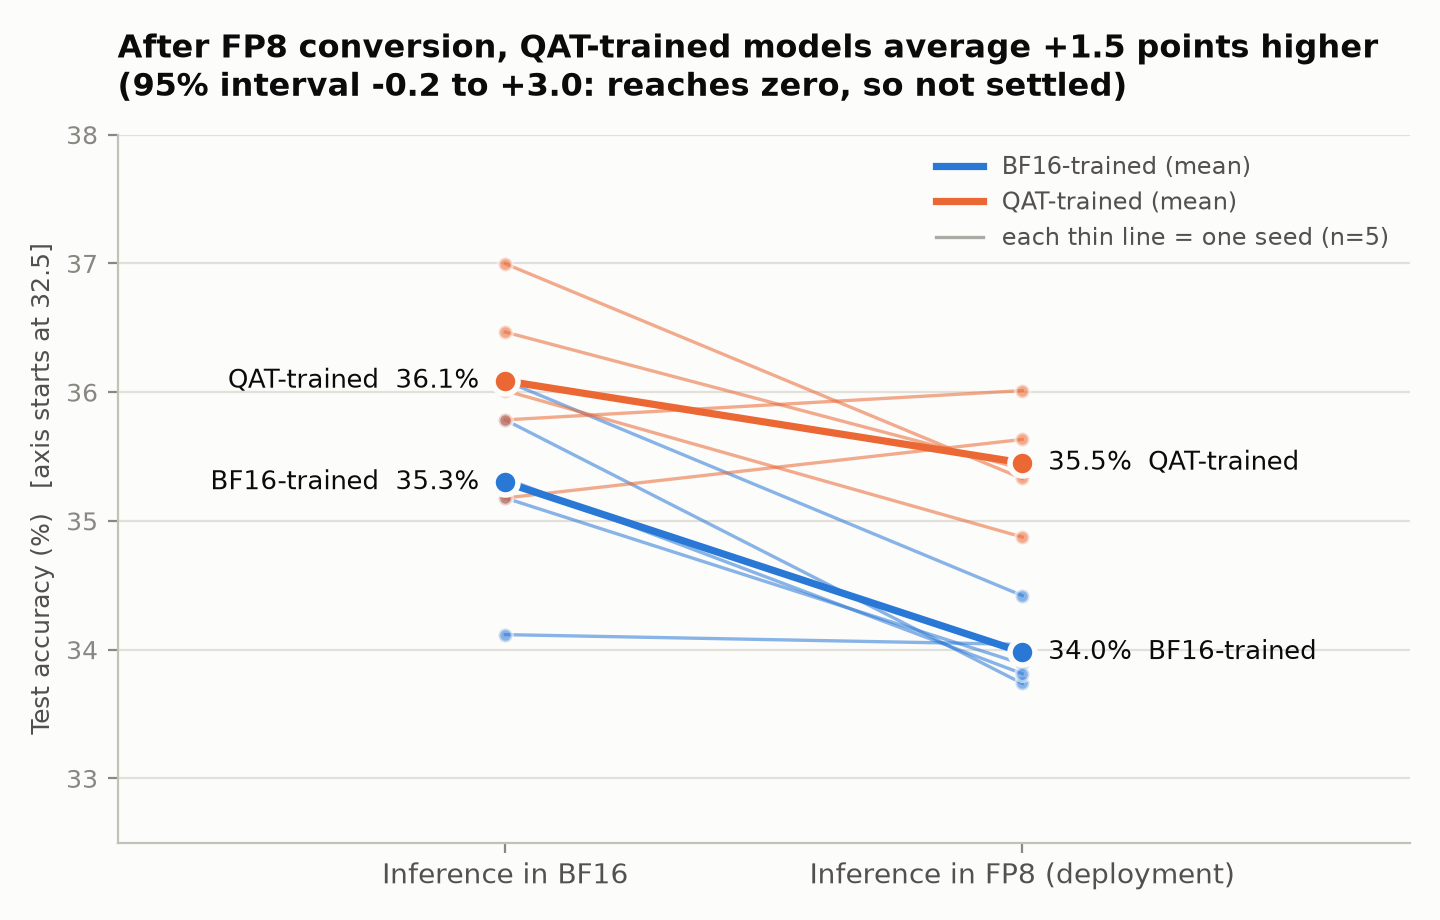 After FP8 conversion, QAT-trained models average +1.5 points higher
(95% interval -0.2 to +3.0: reaches zero, so not settled)
38
37
36
35
34
33
Test accuracy (%) [axis starts at 32.5]
BF16-trained (mean)
QAT-trained (mean)
each thin line = one seed (n=5)
QAT-trained 36.1%
BF16-trained 35.3%
35.5% QAT-trained
34.0% BF16-trained
Inference in BF16
Inference in FP8 (deployment)